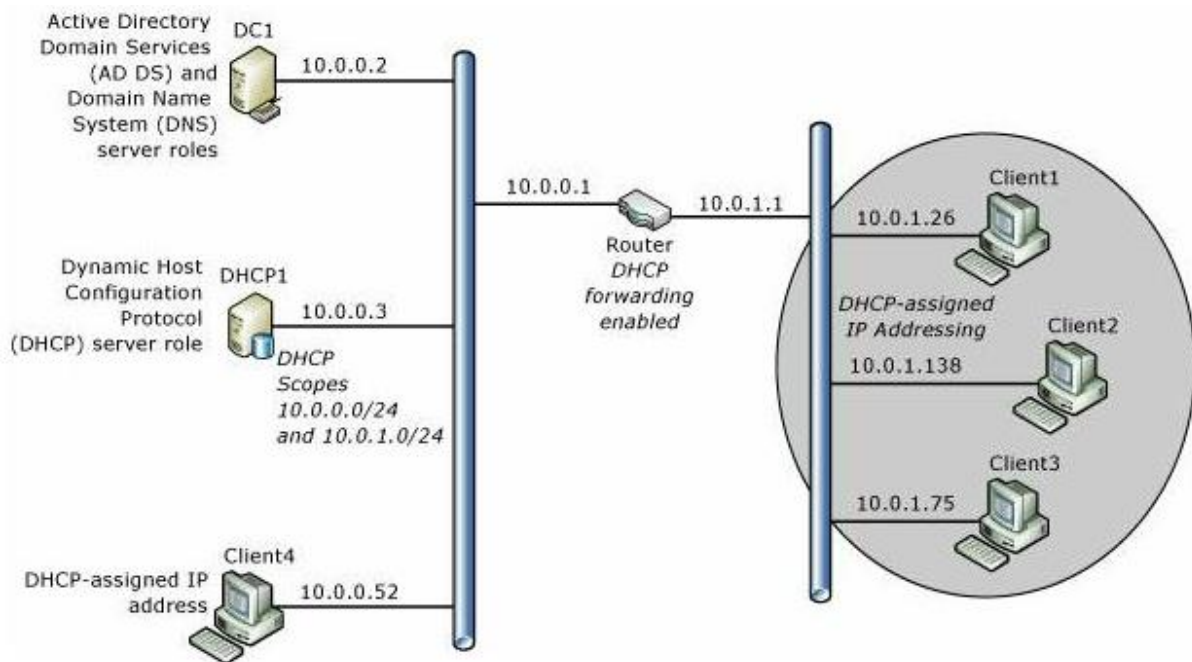 Active Directory
Domain Services
(AD DS) and
Domain Name
System (DNS)
server roles
DC1
10.0.0.2
Dynamic Host
Configuration
Protocol
(DHCP) server role
DHCP1
10.0.0.3
DHCP
Scopes
10.0.0.0/24
and 10.0.1.0/24
DHCP-assigned IP
address
Client4
10.0.0.52
10.0.0.1
Router
DHCP
forwarding
enabled
10.0.1.1
Client1
10.0.1.26
DHCP-assigned
IP Addressing
Client2
10.0.1.138
Client3
10.0.1.75